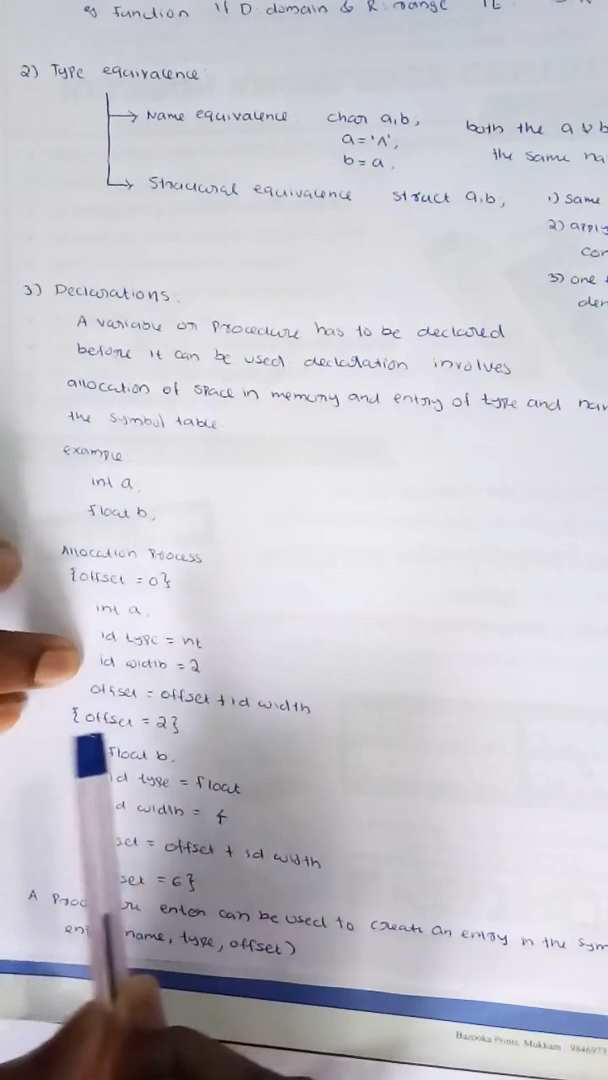 es function if D: domain & R: range
2) Type equivalence:
→ Name equivalence: char a,b; both the a & b
a='A'; the same na
b=a.
→ Structural equivalence struct a,b, 1) same
2) apply
con
3) one
der
3) Declarations.
A variable or Procedure has to be declared
before it can be used. declaration involves
allocation of space in memory and entry of type and nam
the symbol table.
example
int a,
float b,
Allocation Process
{offset = 0}
int a,
id type = int
id width = 2
offset = offset + id width
{offset = 2}
float b.
id type = float
d width = 4
set = offset + id width
set = 6}
A enter can be used to create an entry in the sym
name, type, offset)
Bazooka Prints, Mukkam